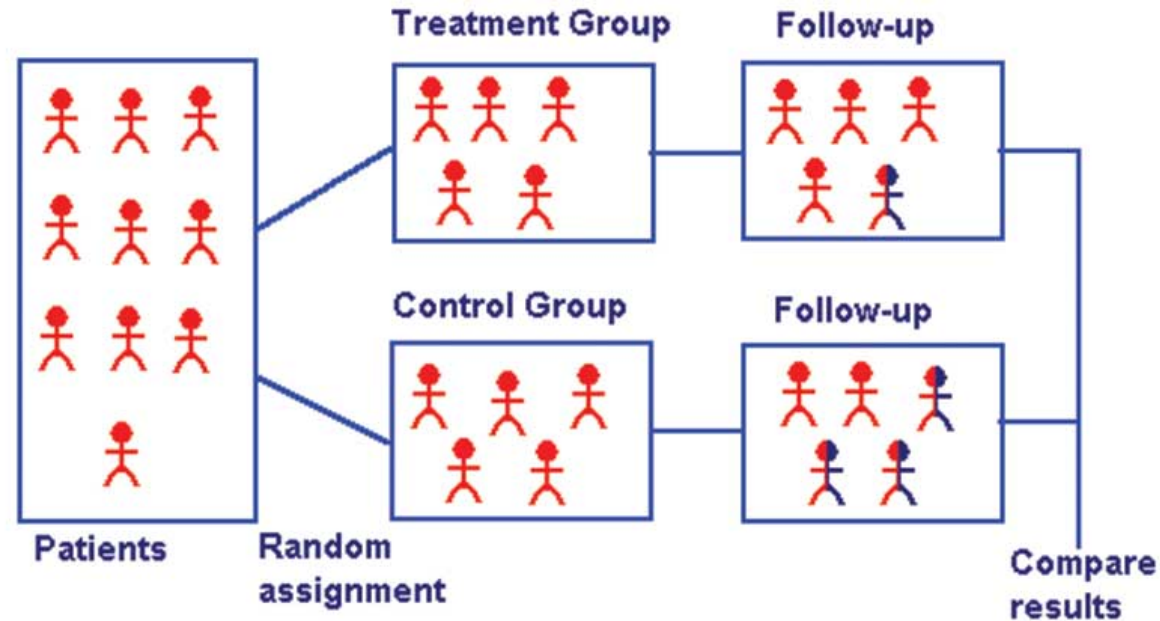 Treatment Group
Follow-up
Control Group
Follow-up
Patients
Random
assignment
Compare
results